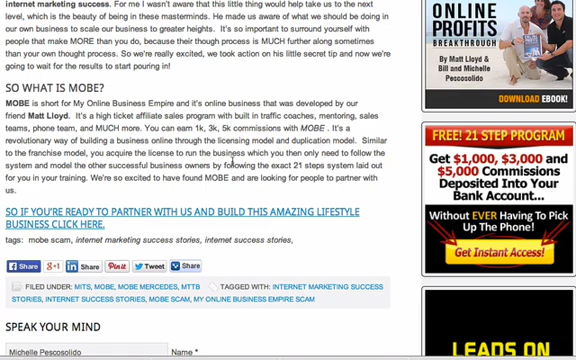 internet marketing success. For me I wasn't aware that this little thing would help take us to the next
level, which is the beauty of being in these masterminds. He made us aware of what we should be doing in
our own business to scale our business to greater heights. It's so important to surround yourself with
people that make MORE than you do, because their though process is MUCH further along sometimes
than your own thought process. So we're really excited, we took action on his little secret tip and now we're
going to wait for the results to start pouring in!
SO WHAT IS MOBE?
MOBE is short for My Online Business Empire and it's online business that was developed by our
friend Matt Lloyd. It's a high ticket affiliate sales program with built in traffic coaches, mentoring, sales
teams, phone team, and MUCH more. You can earn 1k, 3k, 5k commissions with MOBE . It's a
revolutionary way of building a business online through the licensing model and duplication model. Similar
to the franchise model, you acquire the license to run the business which you then only need to follow the
system and model the other successful business owners by following the exact 21 steps system laid out
for you in your training. We're so excited to have found MOBE and are looking for people to partner with
us.
SO IF YOU'RE READY TO PARTNER WITH US AND BUILD THIS AMAZING LIFESTYLE
BUSINESS CLICK HERE.
tags: mobe scam, internet marketing success stories, internet success stories,
Share
+1
Share
Pin it
Tweet
Share
FILED UNDER: MITS, MOBE, MOBE MERCEDES, MTTB
TAGGED WITH: INTERNET MARKETING SUCCESS
STORIES, INTERNET SUCCESS STORIES, MOBE SCAM, MY ONLINE BUSINESS EMPIRE SCAM
SPEAK YOUR MIND
Michelle Pescosolido
Name *
ONLINE
PROFITS
BREAKTHROUGH
By Matt Lloyd &
Bill and Michelle
Pescosolido
DOWNLOAD EBOOK!
FREE! 21 STEP PROGRAM
Get $1,000, $3,000 and
$5,000 Commissions
Deposited Into Your
Bank Account...
Without EVER Having To Pick
Up The Phone!
Get Instant Access!
LEADS ON